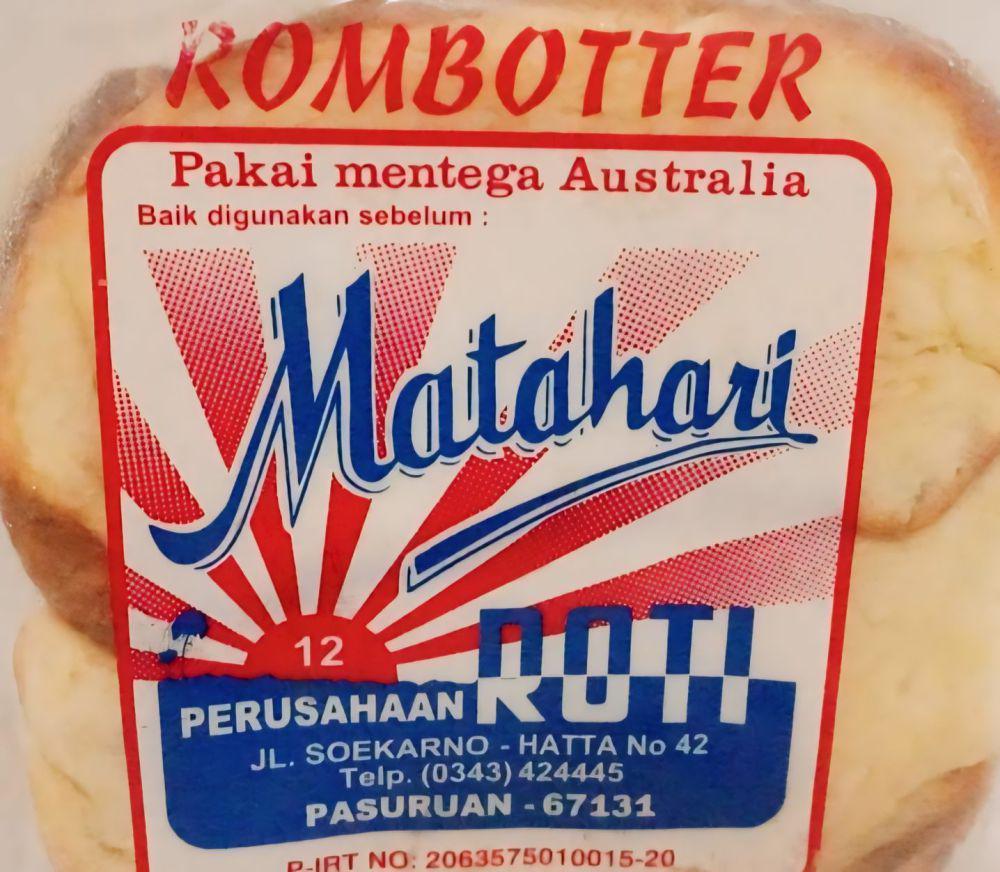 ROMBOTTER
Pakai mentega Australia
Baik digunakan sebelum :
Matahari
12
PERUSAHAAN ROTI
JL. SOEKARNO - HATTA No 42
Telp. (0343) 424445
PASURUAN - 67131
P-IRT NO: 2063575010015-20